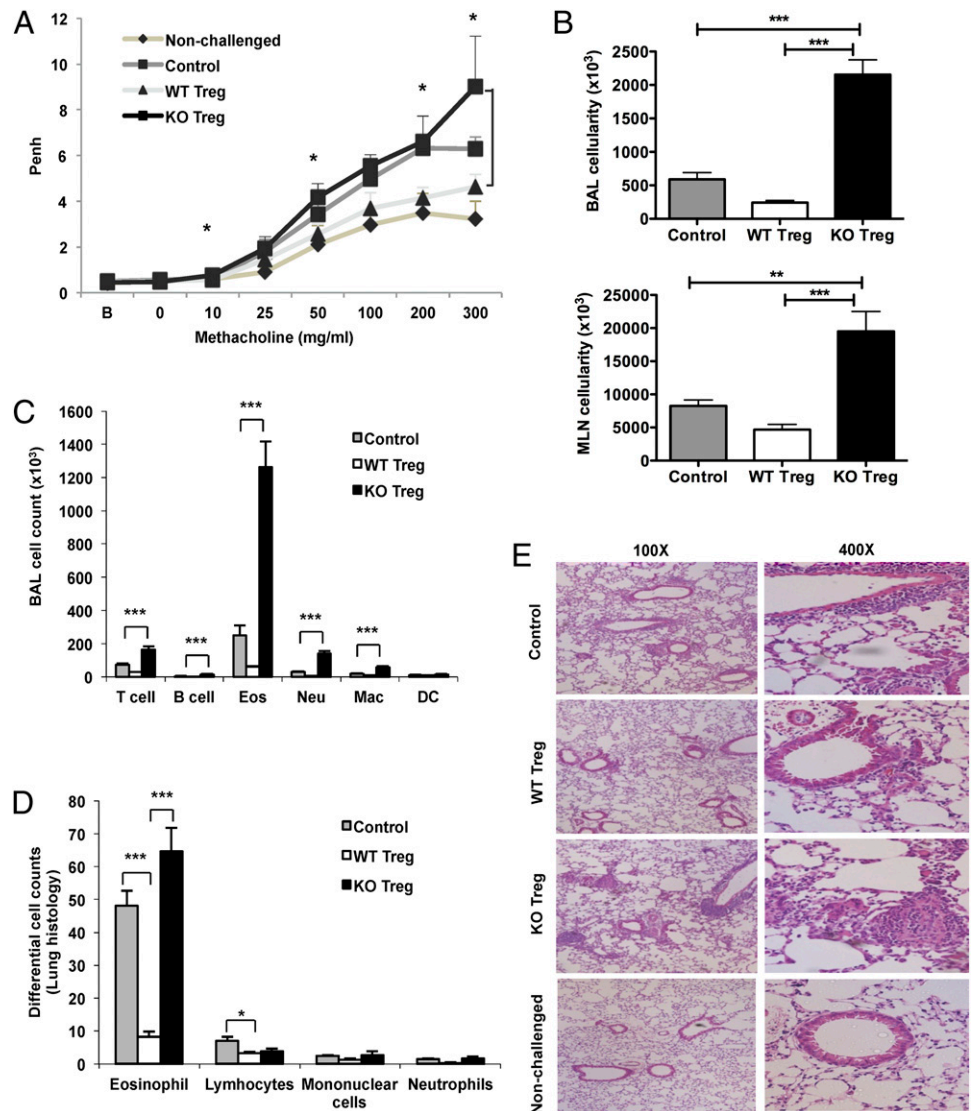 A
Non-challenged
Control
WT Treg
KO Treg
12
10
8
6
4
2
0
Penh
*
*
*
*
B 0 10 25 50 100 200 300
Methacholine (mg/ml)
B
***
***
2500
2000
1500
1000
500
0
BAL cellularity (x10³)
Control WT Treg KO Treg
**
***
25000
20000
15000
10000
5000
0
MLN cellularity (x10³)
Control WT Treg KO Treg
C
1600
1400
1200
1000
800
600
400
200
0
BAL cell count (x10³)
***
***
***
***
***
Control
WT Treg
KO Treg
T cell B cell Eos Neu Mac DC
D
80
70
60
50
40
30
20
10
0
Differential cell counts
(Lung histology)
***
***
*
Control
WT Treg
KO Treg
Eosinophil Lymhocytes Mononuclear Neutrophils
cells
E
100X 400X
Control
WT Treg
KO Treg
Non-challenged